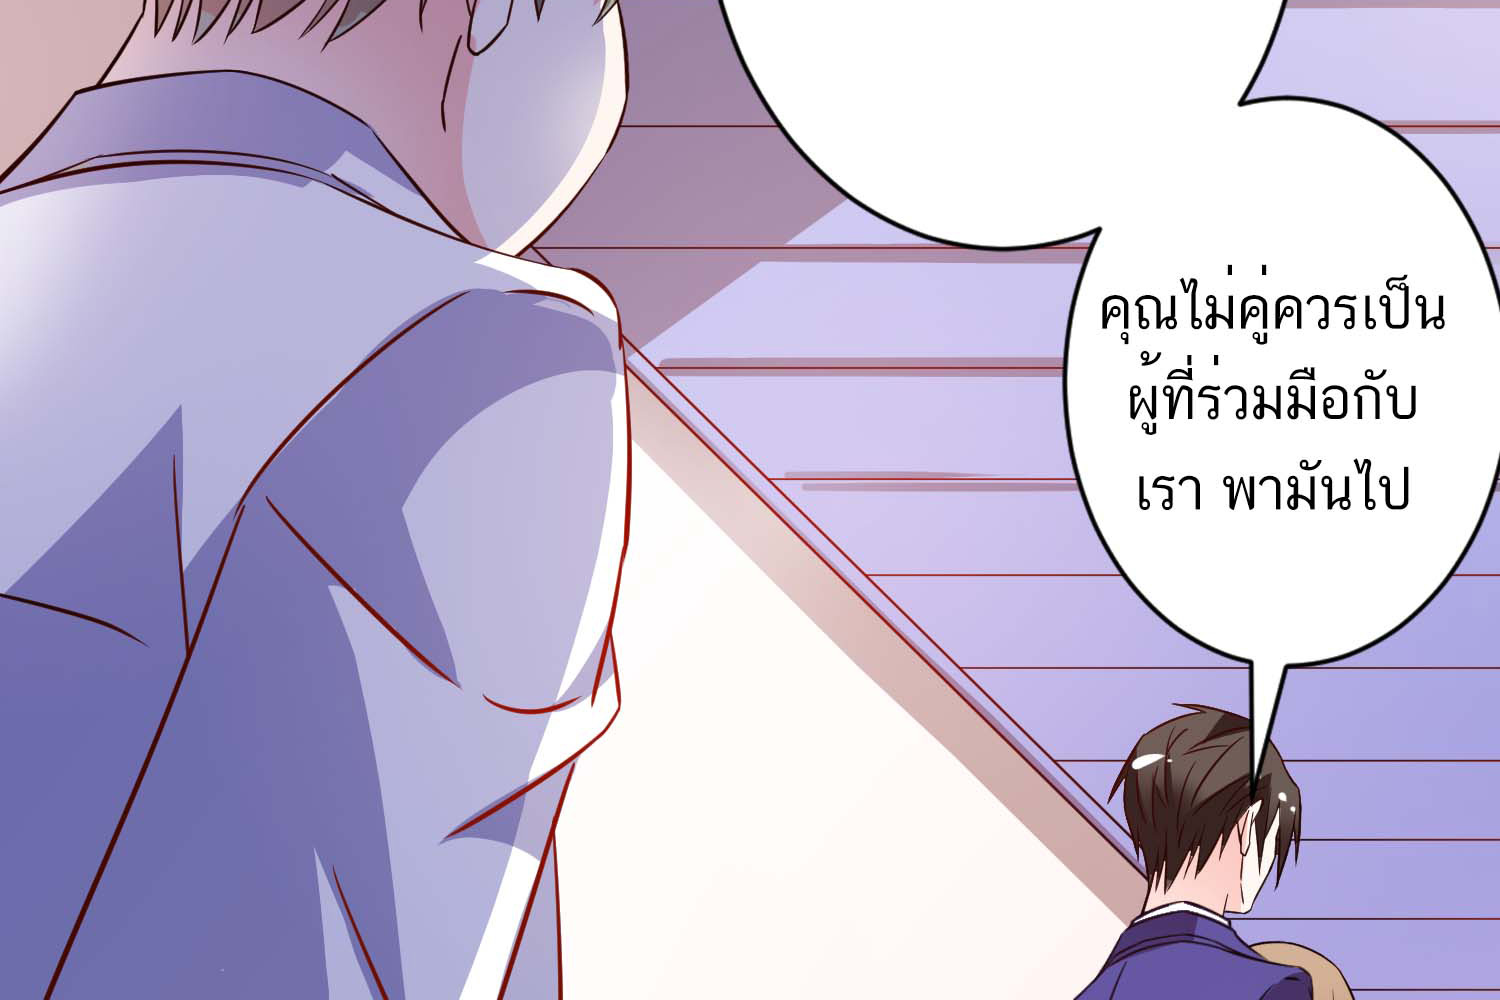 คุณไม่คู่ควรเป็น
ผู้ที่ร่วมมือกับ
เรา พามันไป